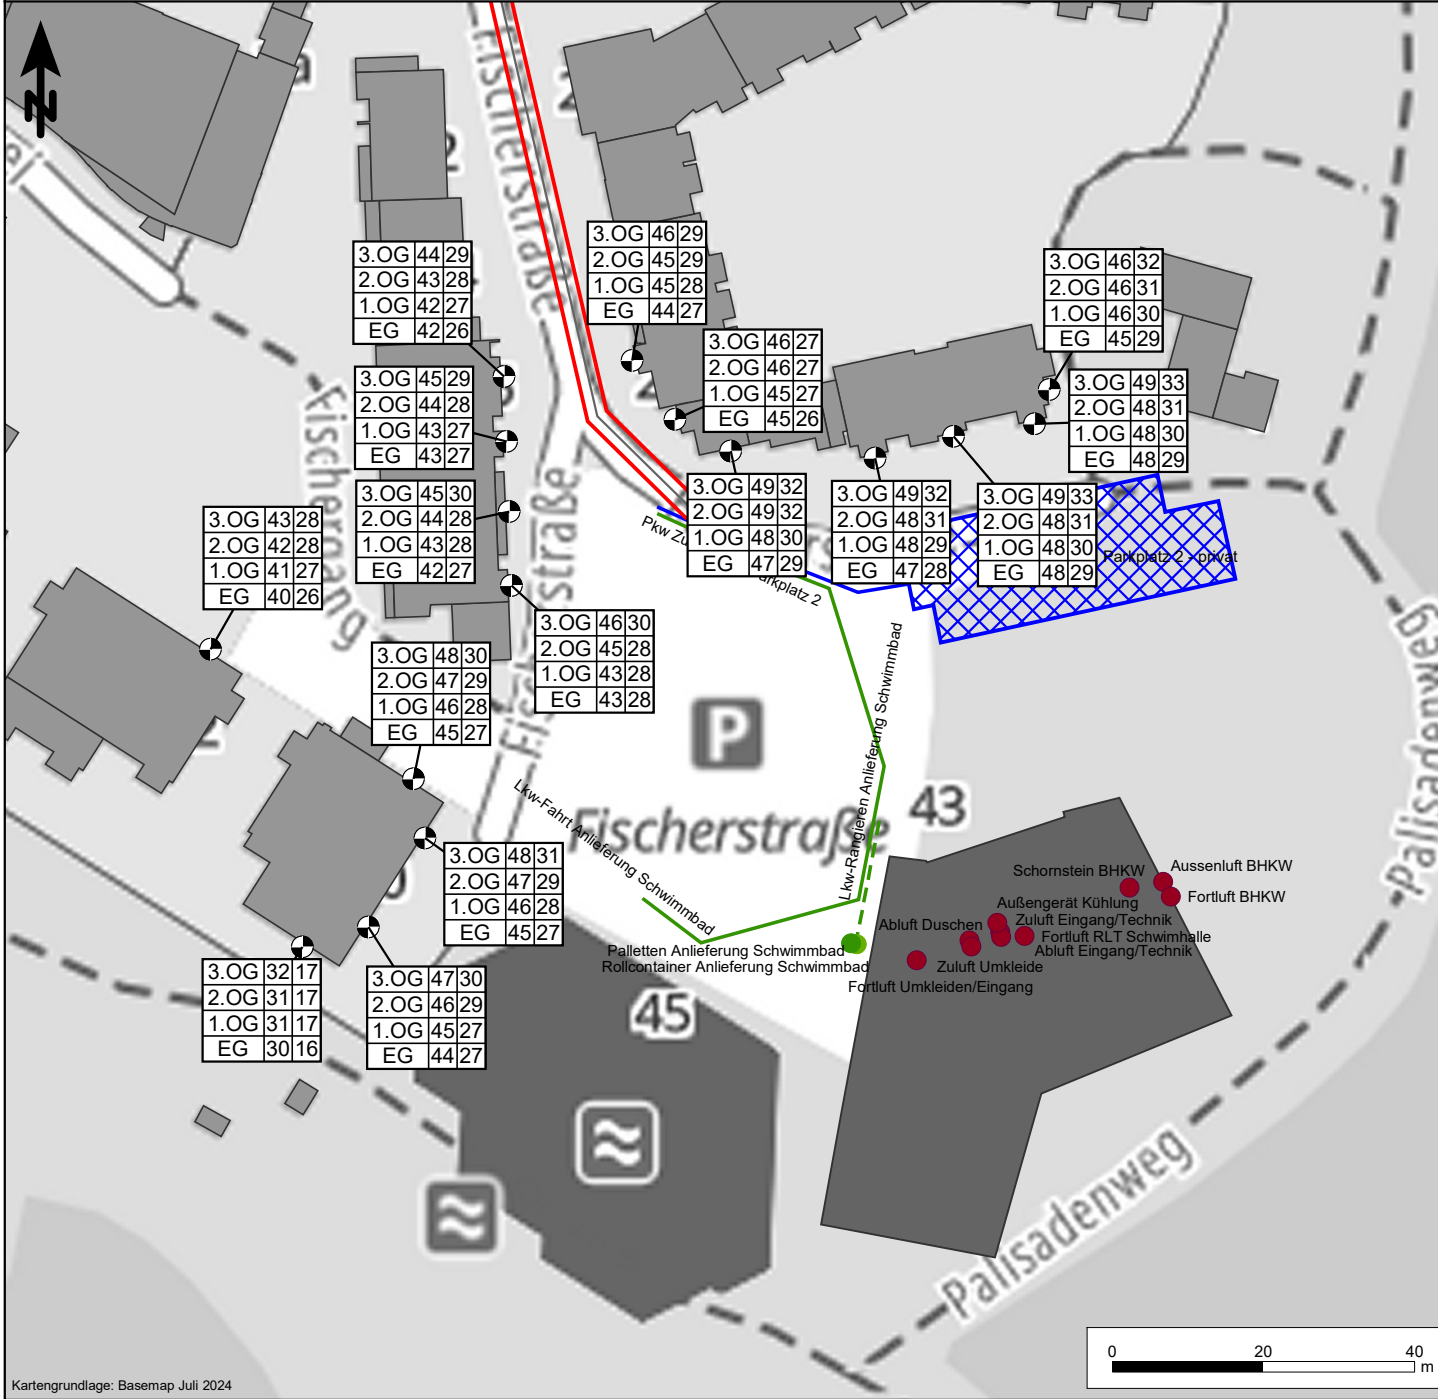 N
Fischerstraße
3.OG 44 29
2.OG 43 28
1.OG 42 27
EG 42 26
3.OG 46 29
2.OG 45 29
1.OG 45 28
EG 44 27
3.OG 46 32
2.OG 46 31
1.OG 46 30
EG 45 29
3.OG 46 27
2.OG 46 27
1.OG 45 27
EG 45 26
3.OG 45 29
2.OG 44 28
1.OG 43 27
EG 43 27
3.OG 49 33
2.OG 48 31
1.OG 48 30
EG 48 29
3.OG 45 30
2.OG 44 28
1.OG 43 28
EG 42 27
3.OG 49 32
2.OG 49 32
1.OG 48 30
EG 47 29
3.OG 49 32
2.OG 48 31
1.OG 48 29
EG 47 28
3.OG 49 33
2.OG 48 31
1.OG 48 30
EG 48 29
Parkplatz 2 - privat
3.OG 43 28
2.OG 42 28
1.OG 41 27
EG 40 26
Fischergang
Pkw
Parkplatz 2
3.OG 46 30
2.OG 45 28
1.OG 43 28
EG 43 28
3.OG 48 30
2.OG 47 29
1.OG 46 28
EG 45 27
Fischerstraße
P
Fischerstraße
43
Lkw-Rangieren Anlieferung Schwimmbad
Lkw-Fahrt Anlieferung Schwimmbad
Palisadenweg
3.OG 48 31
2.OG 47 29
1.OG 46 28
EG 45 27
3.OG 32 17
2.OG 31 17
1.OG 31 17
EG 30 16
3.OG 47 30
2.OG 46 29
1.OG 45 27
EG 44 27
Schornstein BHKW
Aussenluft BHKW
Fortluft BHKW
Außengerät Kühlung
Abluft Duschen
Zuluft Eingang/Technik
Fortluft RLT Schwimhalle
Abluft Eingang/Technik
Palletten Anlieferung Schwimmbad
Rollcontainer Anlieferung Schwimmbad
Zuluft Umkleide
Fortluft Umkleiden/Eingang
45
Palisadenweg
0 20 40
m
Kartengrundlage: Basemap Juli 2024